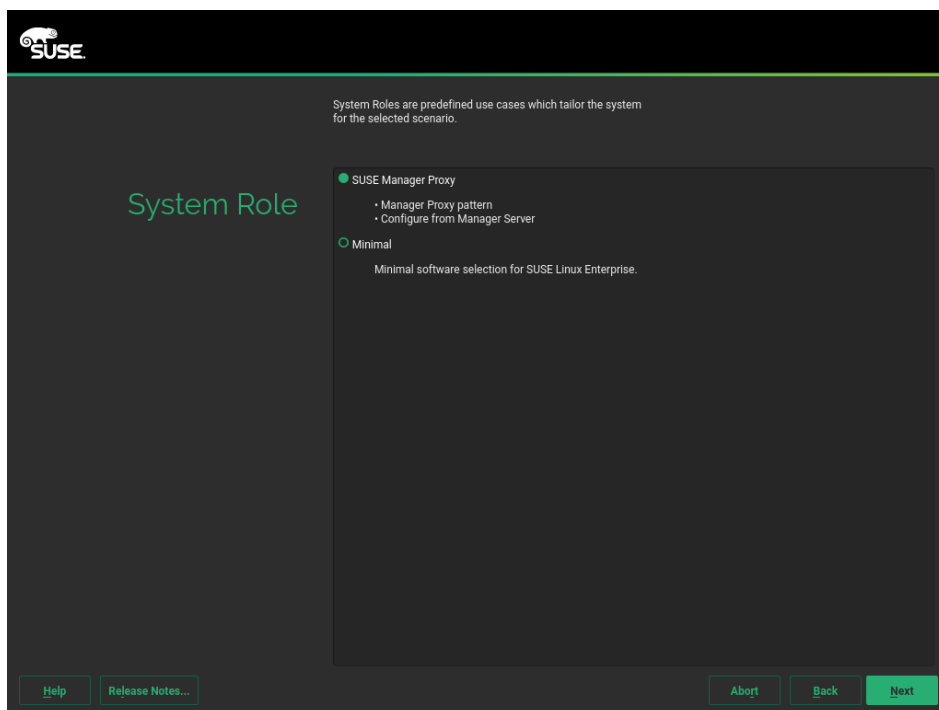 SUSE.
System Roles are predefined use cases which tailor the system
for the selected scenario.
System Role
SUSE Manager Proxy
• Manager Proxy pattern
• Configure from Manager Server
Minimal
Minimal software selection for SUSE Linux Enterprise.
Help
Release Notes...
Abort
Back
Next